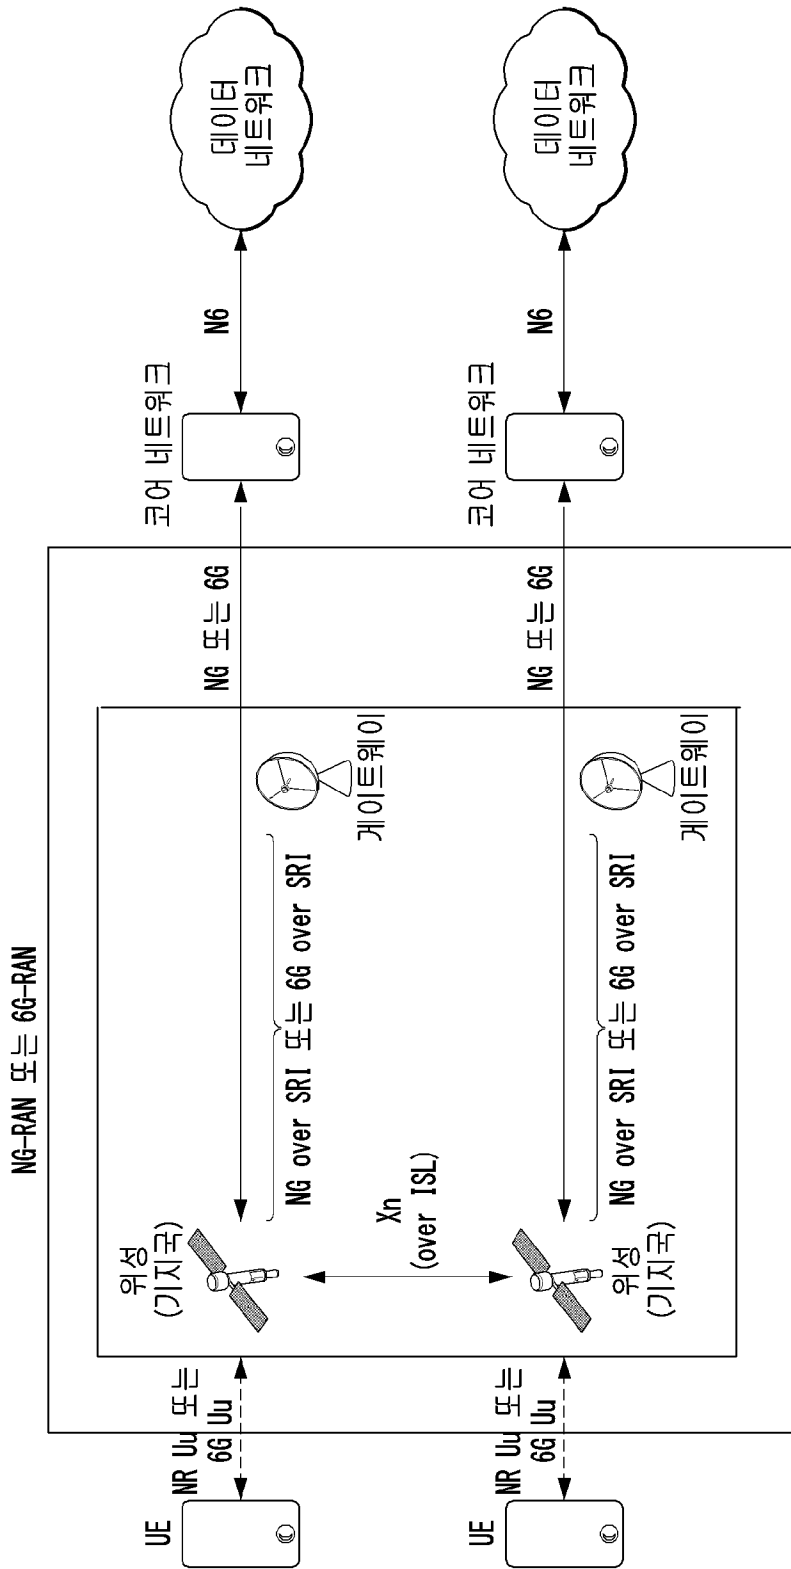 NG-RAN 또는 6G-RAN
UE
NR Uu 또는
6G Uu
위성
(기지국)
NG over SRI 또는 6G over SRI
게이트웨이
NG 또는 6G
코어 네트워크
N6
데이터
네트워크
Xn
(over ISL)
UE
NR Uu 또는
6G Uu
위성
(기지국)
NG over SRI 또는 6G over SRI
게이트웨이
NG 또는 6G
코어 네트워크
N6
데이터
네트워크